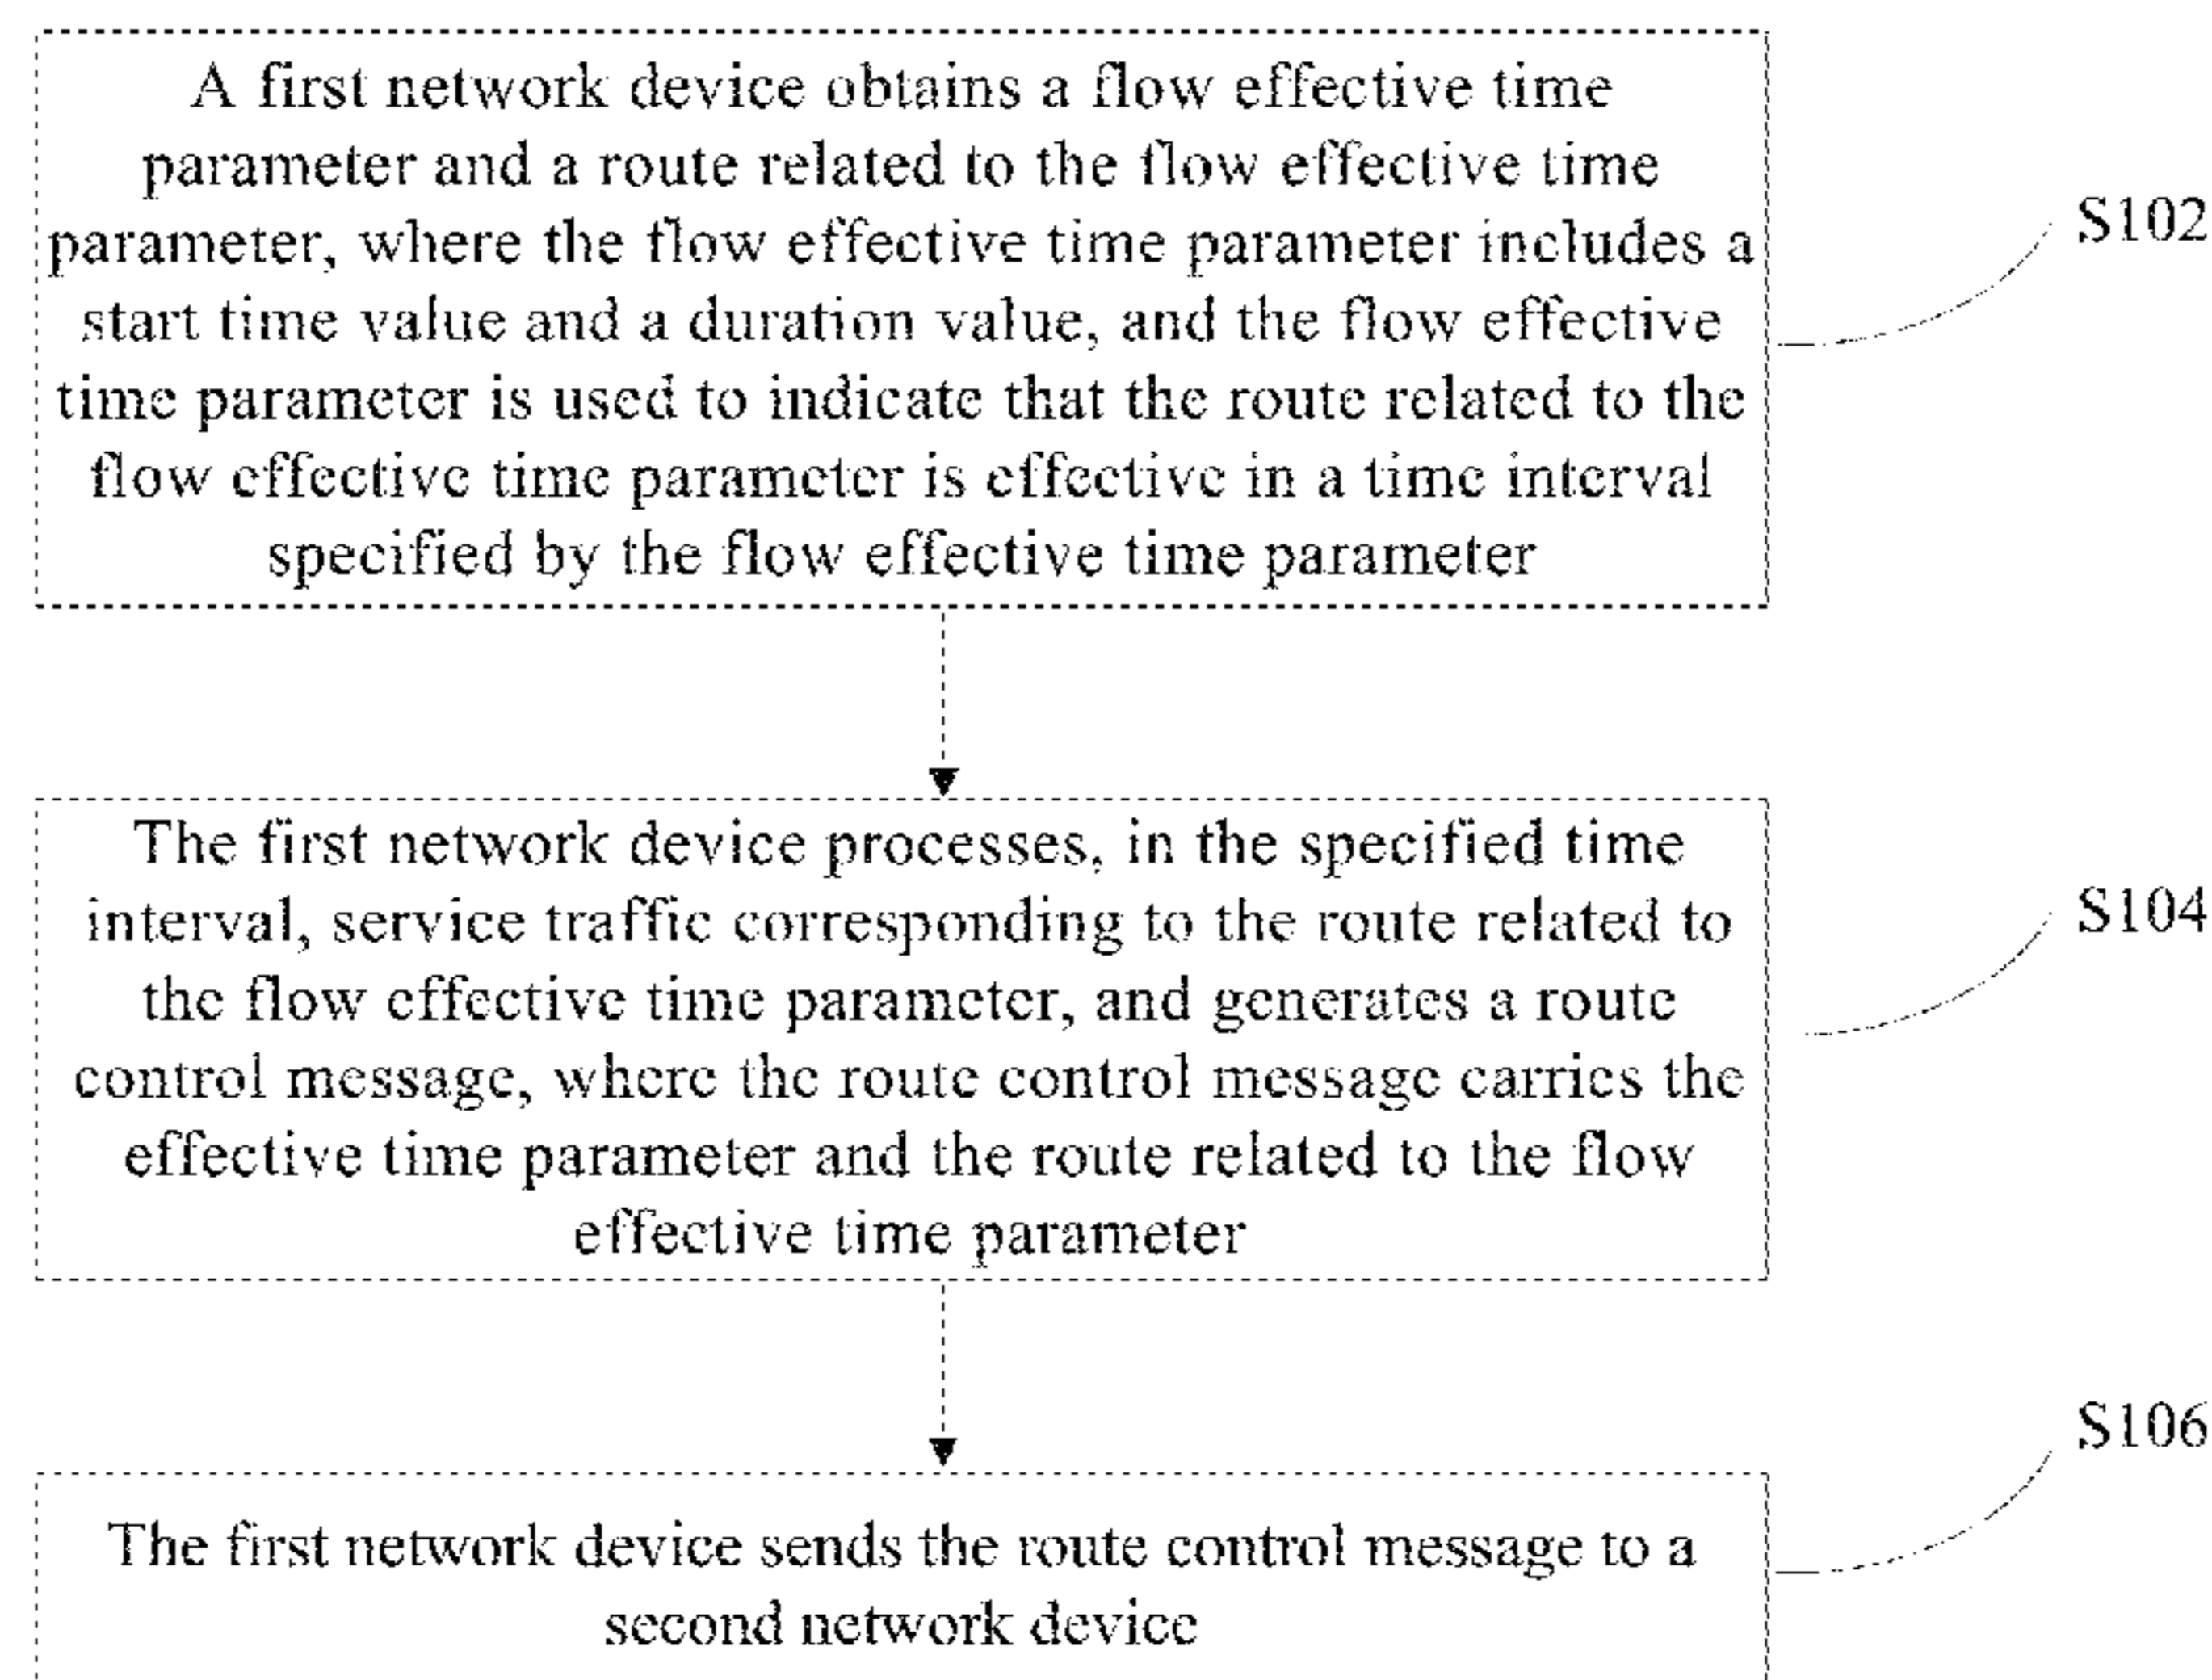 A first network device obtains a flow effective time
parameter and a route related to the flow effective time
parameter, where the flow effective time parameter includes a
start time value and a duration value, and the flow effective
time parameter is used to indicate that the route related to the
flow effective time parameter is effective in a time interval
specified by the flow effective time parameter
S102
The first network device processes, in the specified time
interval, service traffic corresponding to the route related to
the flow effective time parameter, and generates a route
control message, where the route control message carries the
effective time parameter and the route related to the flow
effective time parameter
S104
The first network device sends the route control message to a
second network device
S106